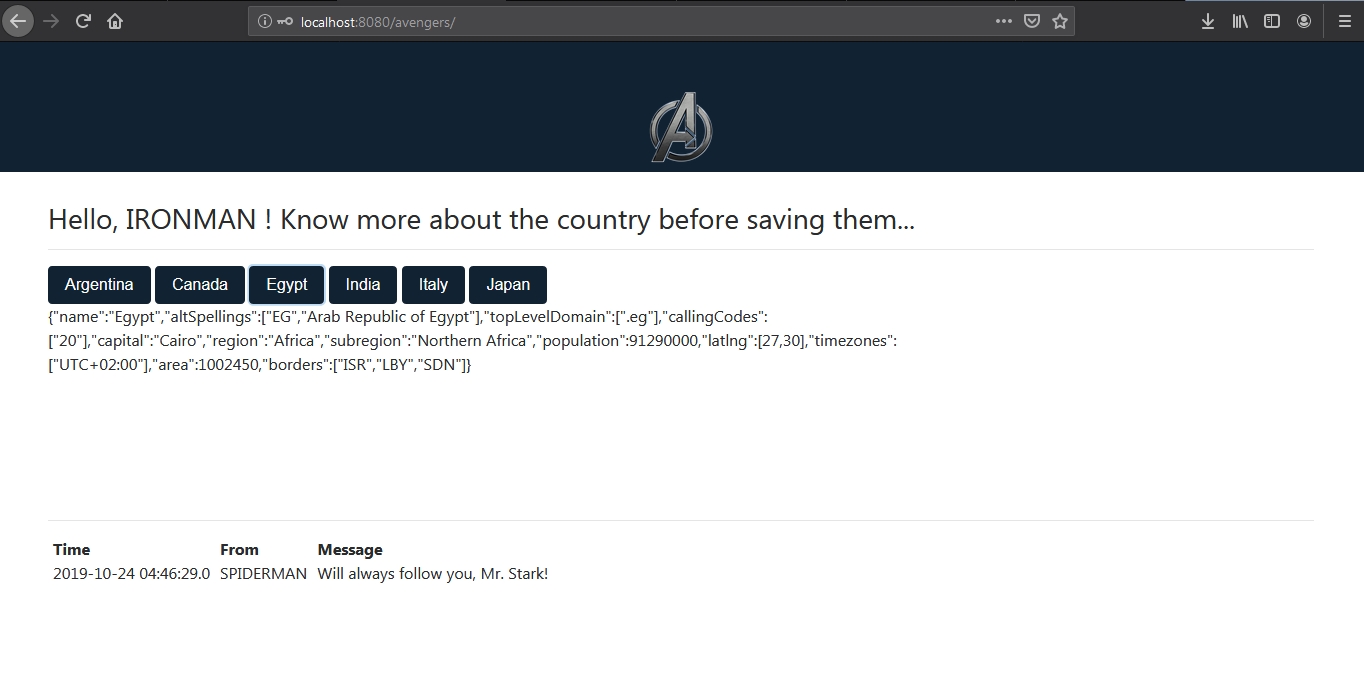 localhost:8080/avengers/
Hello, IRONMAN ! Know more about the country before saving them...
Argentina Canada Egypt India Italy Japan
{"name":"Egypt","altSpellings":["EG","Arab Republic of Egypt"],"topLevelDomain":[".eg"],"callingCodes":
["20"],"capital":"Cairo","region":"Africa","subregion":"Northern Africa","population":91290000,"latlng":[27,30],"timezones":
["UTC+02:00"],"area":1002450,"borders":["ISR","LBY","SDN"]}
Time From Message
2019-10-24 04:46:29.0 SPIDERMAN Will always follow you, Mr. Stark!